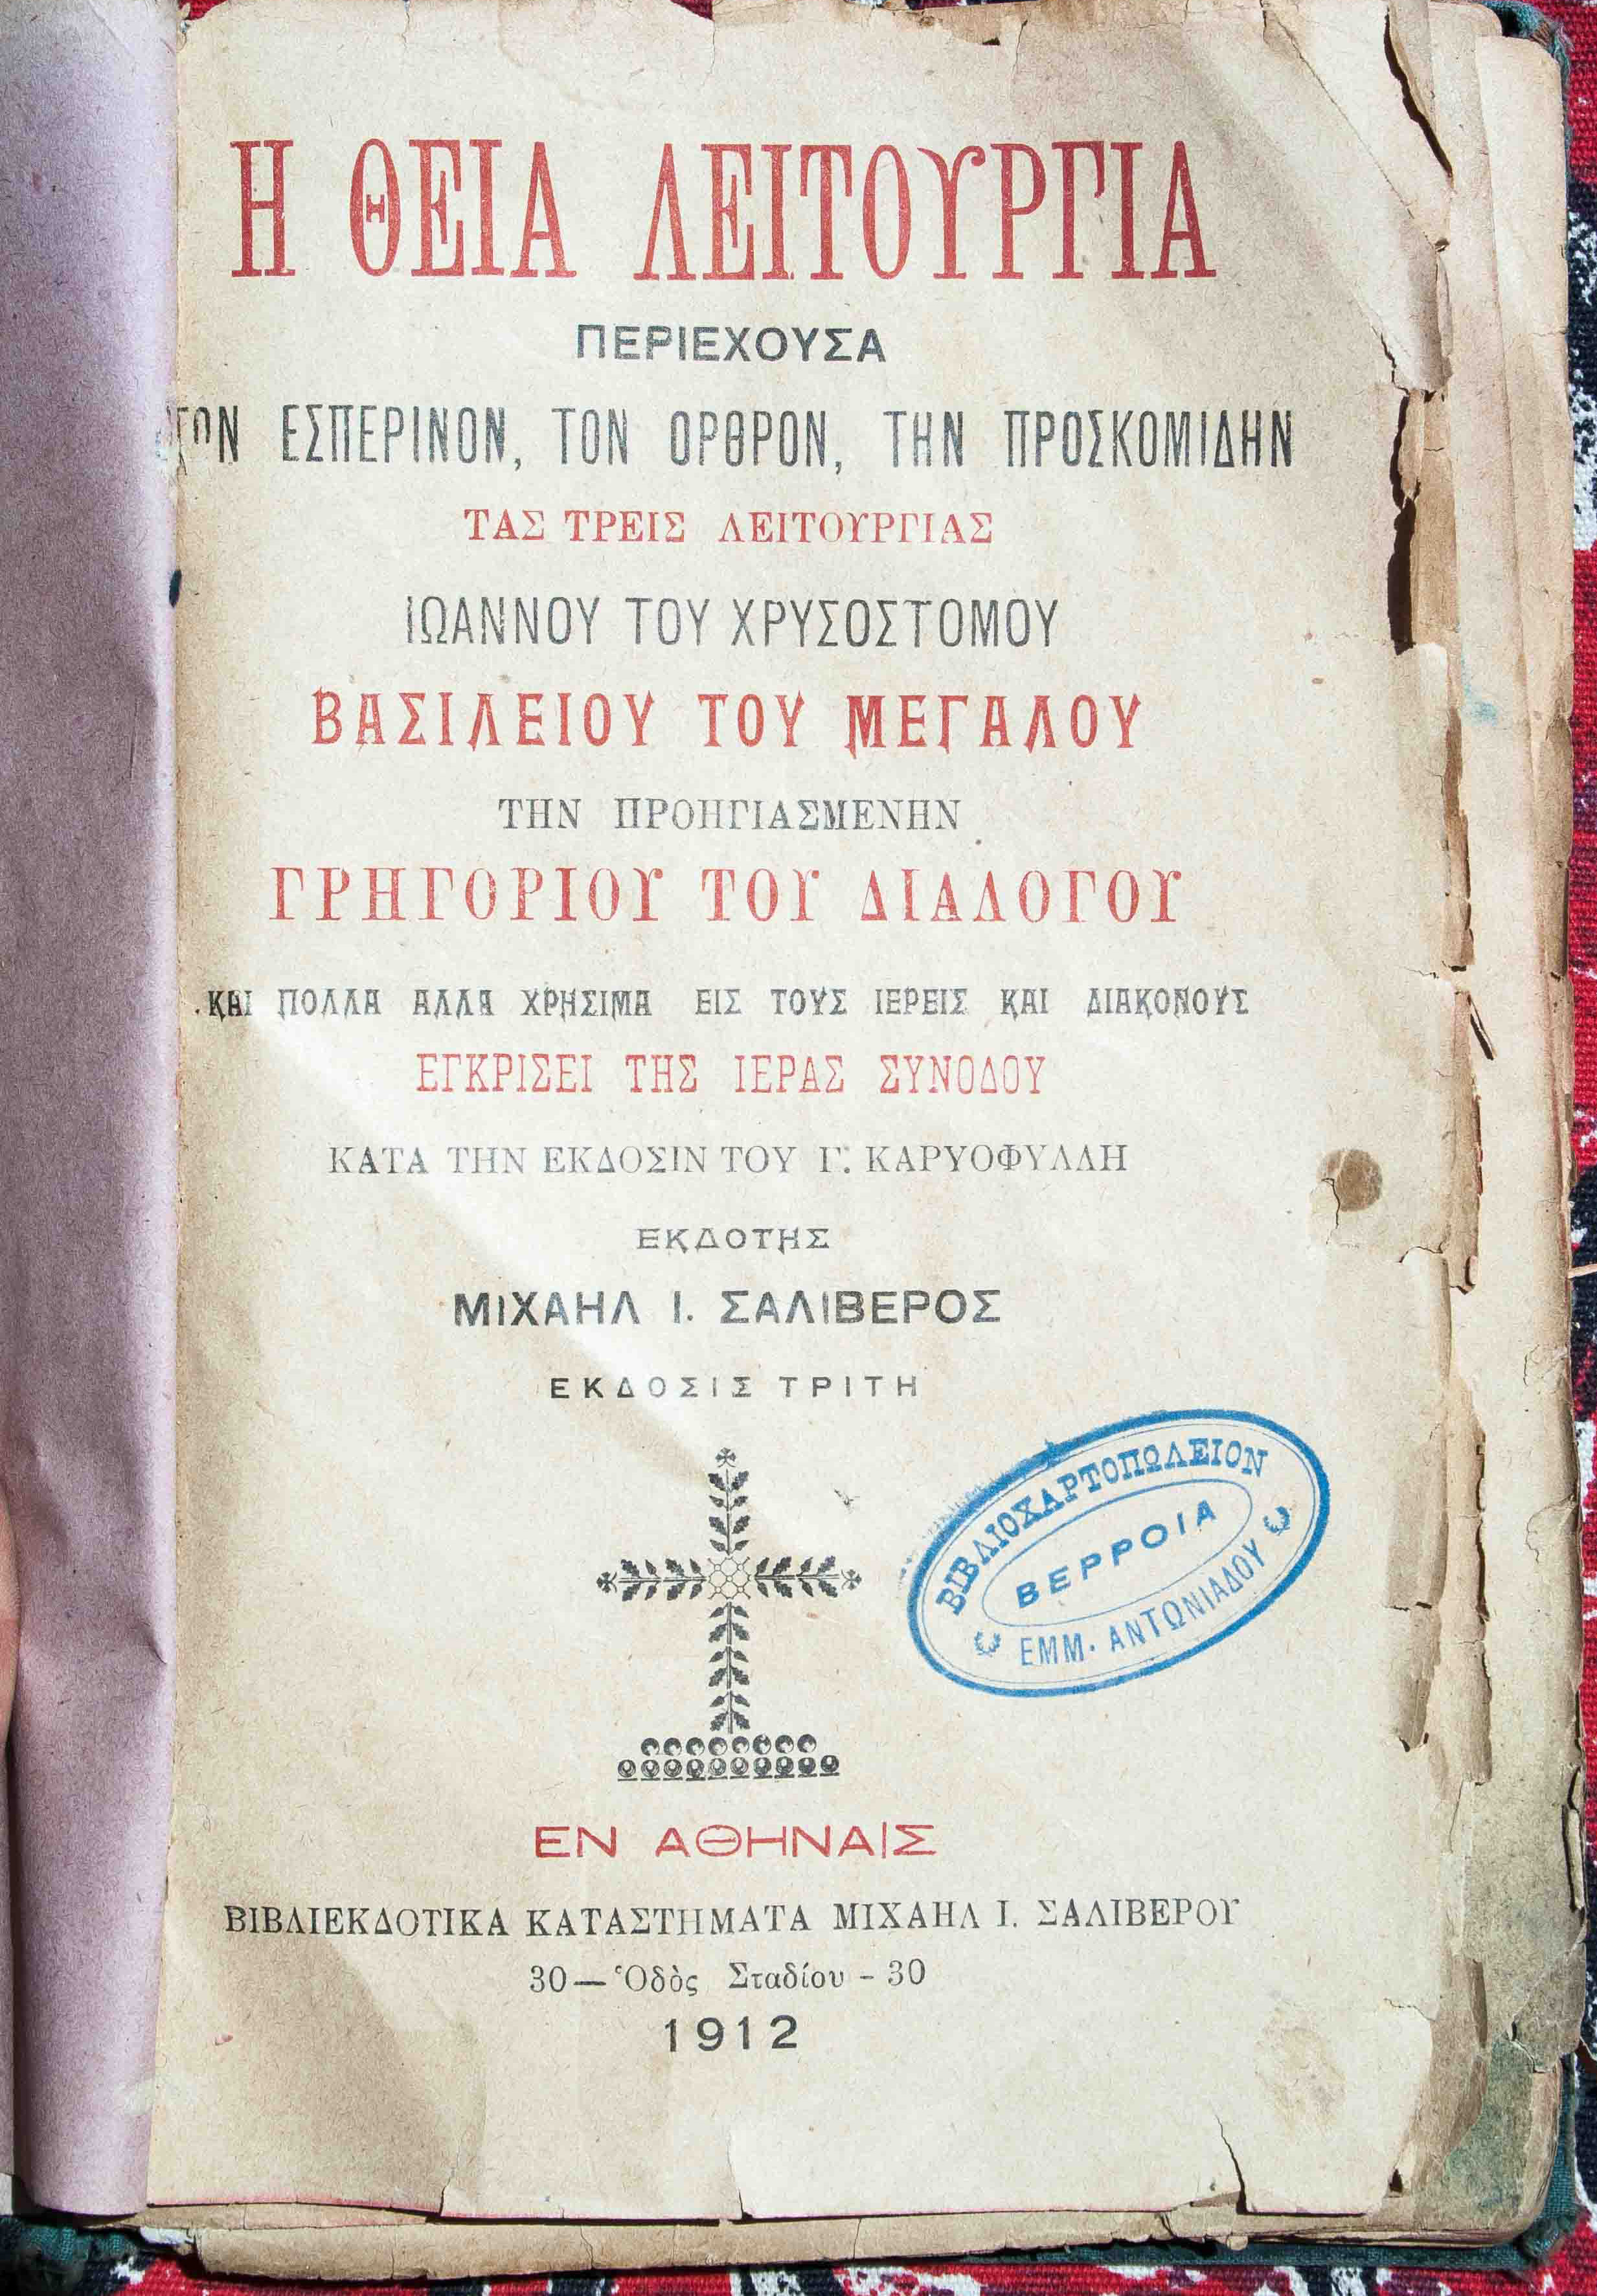 Η ΘΕΙΑ ΛΕΙΤΟΥΡΓΙΑ
ΠΕΡΙΕΧΟΥΣΑ
ΤΟΝ ΕΣΠΕΡΙΝΟΝ, ΤΟΝ ΟΡΘΡΟΝ, ΤΗΝ ΠΡΟΣΚΟΜΙΔΗΝ
ΤΑΣ ΤΡΕΙΣ ΛΕΙΤΟΥΡΓΙΑΣ
ΙΩΑΝΝΟΥ ΤΟΥ ΧΡΥΣΟΣΤΟΜΟΥ
ΒΑΣΙΛΕΙΟΥ ΤΟΥ ΜΕΓΑΛΟΥ
ΤΗΝ ΠΡΟΗΓΙΑΣΜΕΝΗΝ
ΓΡΗΓΟΡΙΟΥ ΤΟΥ ΔΙΑΛΟΓΟΥ
ΚΑΙ ΠΟΛΛΑ ΑΛΛΑ ΧΡΗΣΙΜΑ ΕΙΣ ΤΟΥΣ ΙΕΡΕΙΣ ΚΑΙ ΔΙΑΚΟΝΟΥΣ
ΕΓΚΡΙΣΕΙ ΤΗΣ ΙΕΡΑΣ ΣΥΝΟΔΟΥ
ΚΑΤΑ ΤΗΝ ΕΚΔΟΣΙΝ ΤΟΥ Γ. ΚΑΡΥΟΦΥΛΛΗ
ΕΚΔΟΤΗΣ
ΜΙΧΑΗΛ Ι. ΣΑΛΙΒΕΡΟΣ
ΕΚΔΟΣΙΣ ΤΡΙΤΗ
ΒΙΒΛΙΟΧΑΡΤΟΠΩΛΕΙΟΝ
ΒΕΡΡΟΙΑ
ΕΜΜ. ΑΝΤΩΝΙΑΔΟΥ
ΕΝ ΑΘΗΝΑΙΣ
ΒΙΒΛΙΕΚΔΟΤΙΚΑ ΚΑΤΑΣΤΗΜΑΤΑ ΜΙΧΑΗΛ Ι. ΣΑΛΙΒΕΡΟΥ
30—Ὁδὸς Σταδίου-30
1912